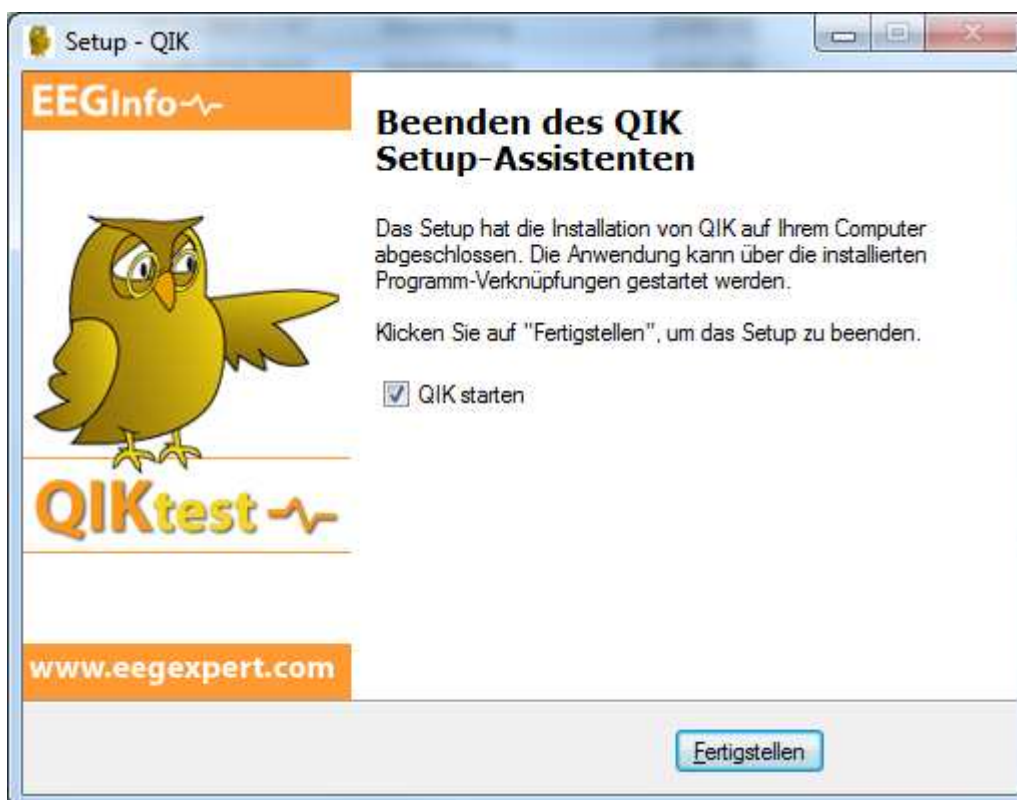 Setup - QIK
EEGInfo
Beenden des QIK
Setup-Assistenten
Das Setup hat die Installation von QIK auf Ihrem Computer
abgeschlossen. Die Anwendung kann über die installierten
Programm-Verknüpfungen gestartet werden.
Klicken Sie auf "Fertigstellen", um das Setup zu beenden.
QIK starten
QIKtest
www.eegexpert.com
Fertigstellen